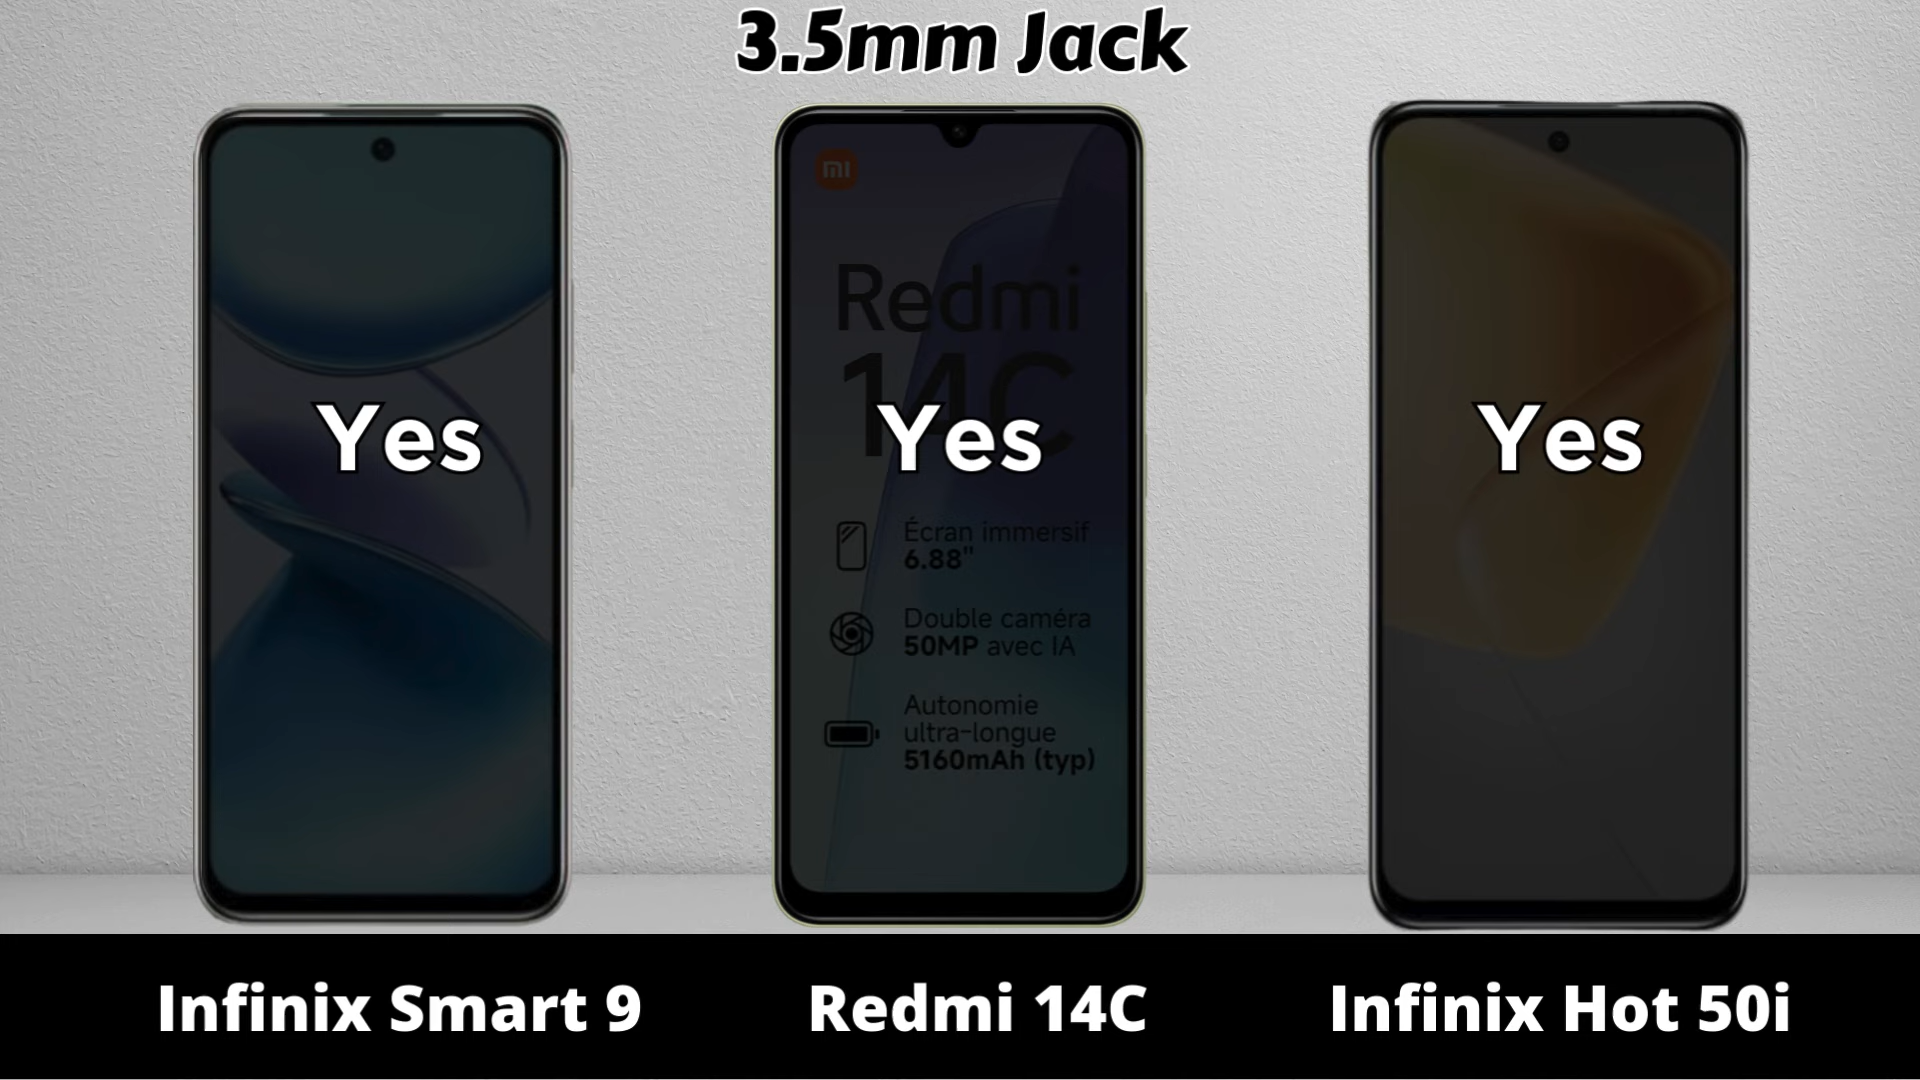 3.5mm Jack
Yes
Yes
Yes
mi
Redmi
14C
Écran immersif
6.88"
Double caméra
50MP avec IA
Autonomie
ultra-longue
5160mAh (typ)
Infinix Smart 9
Redmi 14C
Infinix Hot 50i